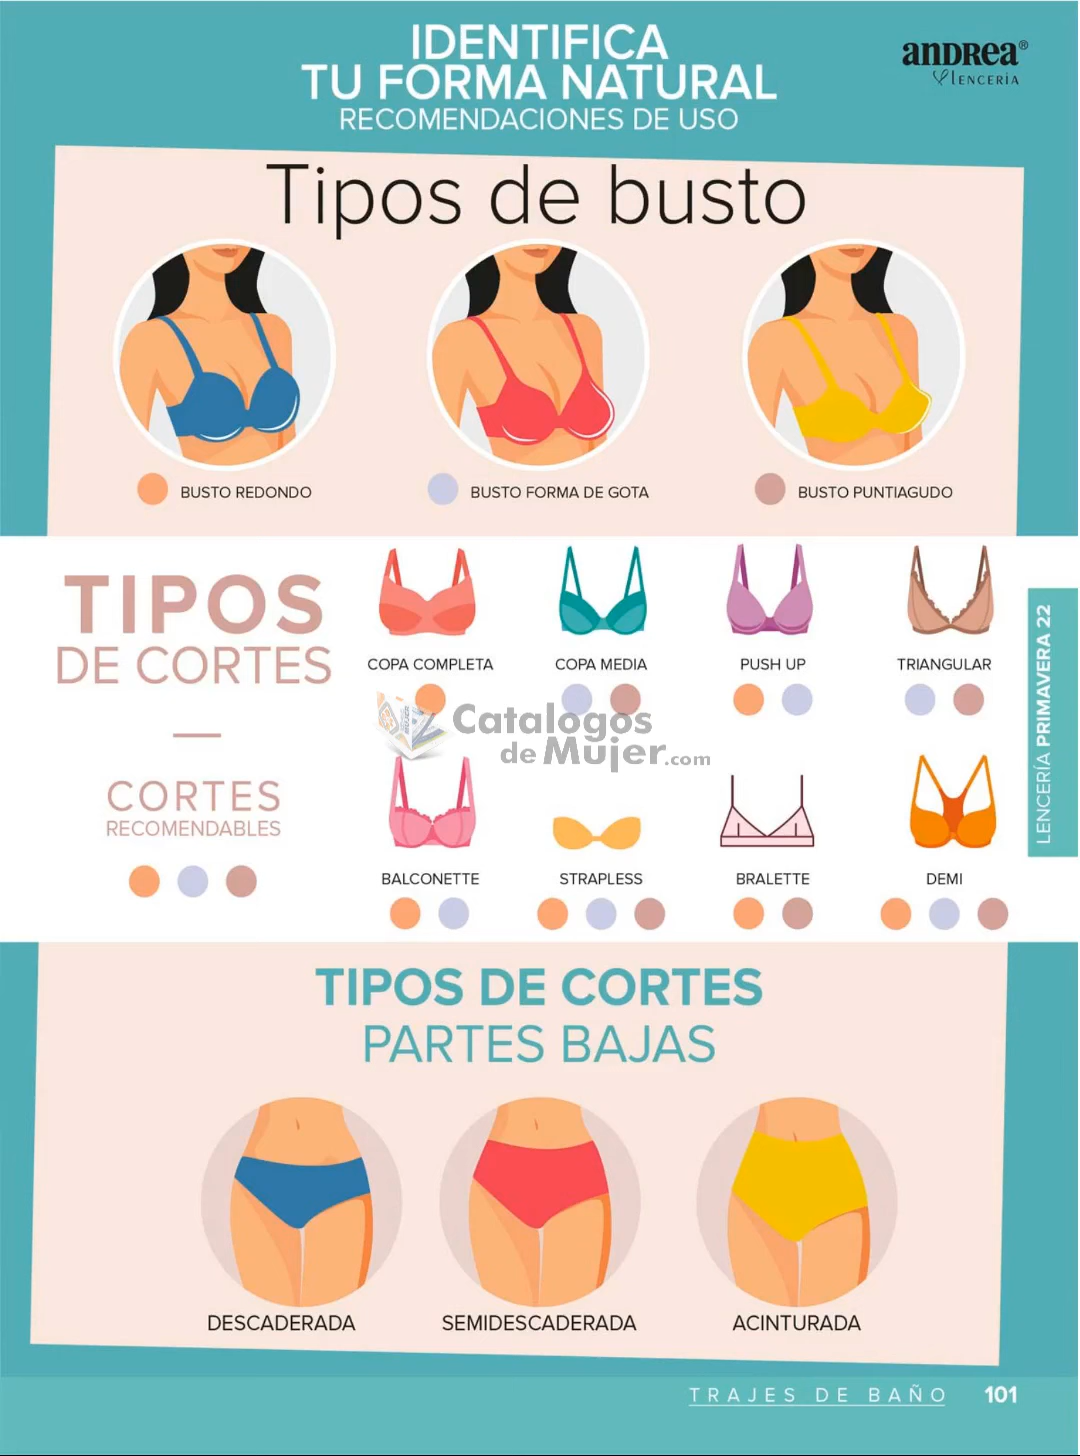 IDENTIFICA
TU FORMA NATURAL
RECOMENDACIONES DE USO
anDREa®
LENCERÍA
Tipos de busto
BUSTO REDONDO
BUSTO FORMA DE GOTA
BUSTO PUNTIAGUDO
TIPOS
DE CORTES
CORTES
RECOMENDABLES
COPA COMPLETA
COPA MEDIA
PUSH UP
TRIANGULAR
Catalogos
de Mujer.com
BALCONETTE
STRAPLESS
BRALETTE
DEMI
LENCERÍA PRIMAVERA 22
TIPOS DE CORTES
PARTES BAJAS
DESCADERADA
SEMIDESCADERADA
ACINTURADA
TRAJES DE BAÑO 101